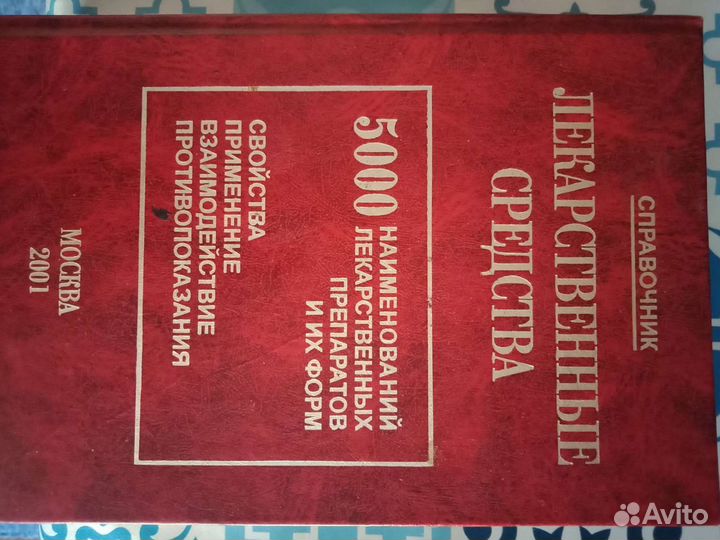 СПРАВОЧНИК
ЛЕКАРСТВЕННЫЕ
СРЕДСТВА
5000 НАИМЕНОВАНИЙ
ЛЕКАРСТВЕННЫХ
ПРЕПАРАТОВ
И ИХ ФОРМ
СВОЙСТВА
ПРИМЕНЕНИЕ
ВЗАИМОДЕЙСТВИЕ
ПРОТИВОПОКАЗАНИЯ
МОСКВА
2001
Avito